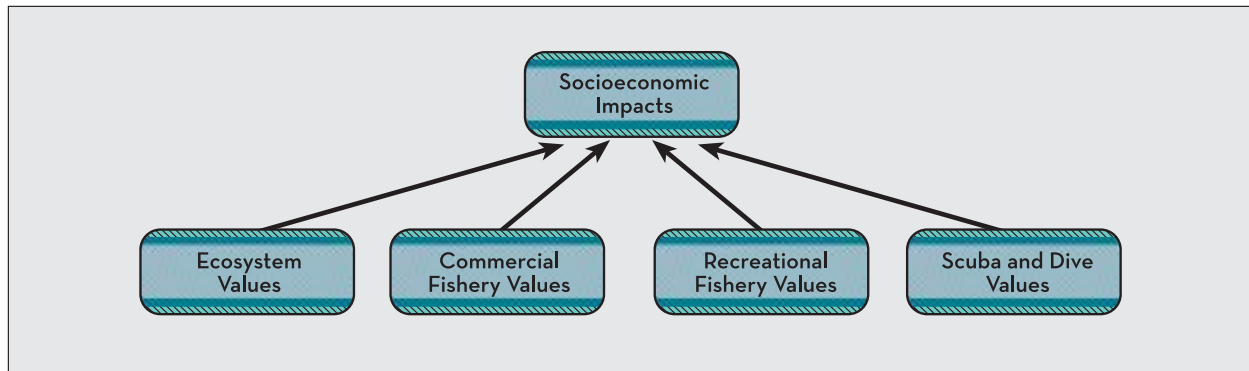 Socioeconomic
Impacts
Ecosystem
Values
Commercial
Fishery Values
Recreational
Fishery Values
Scuba and Dive
Values